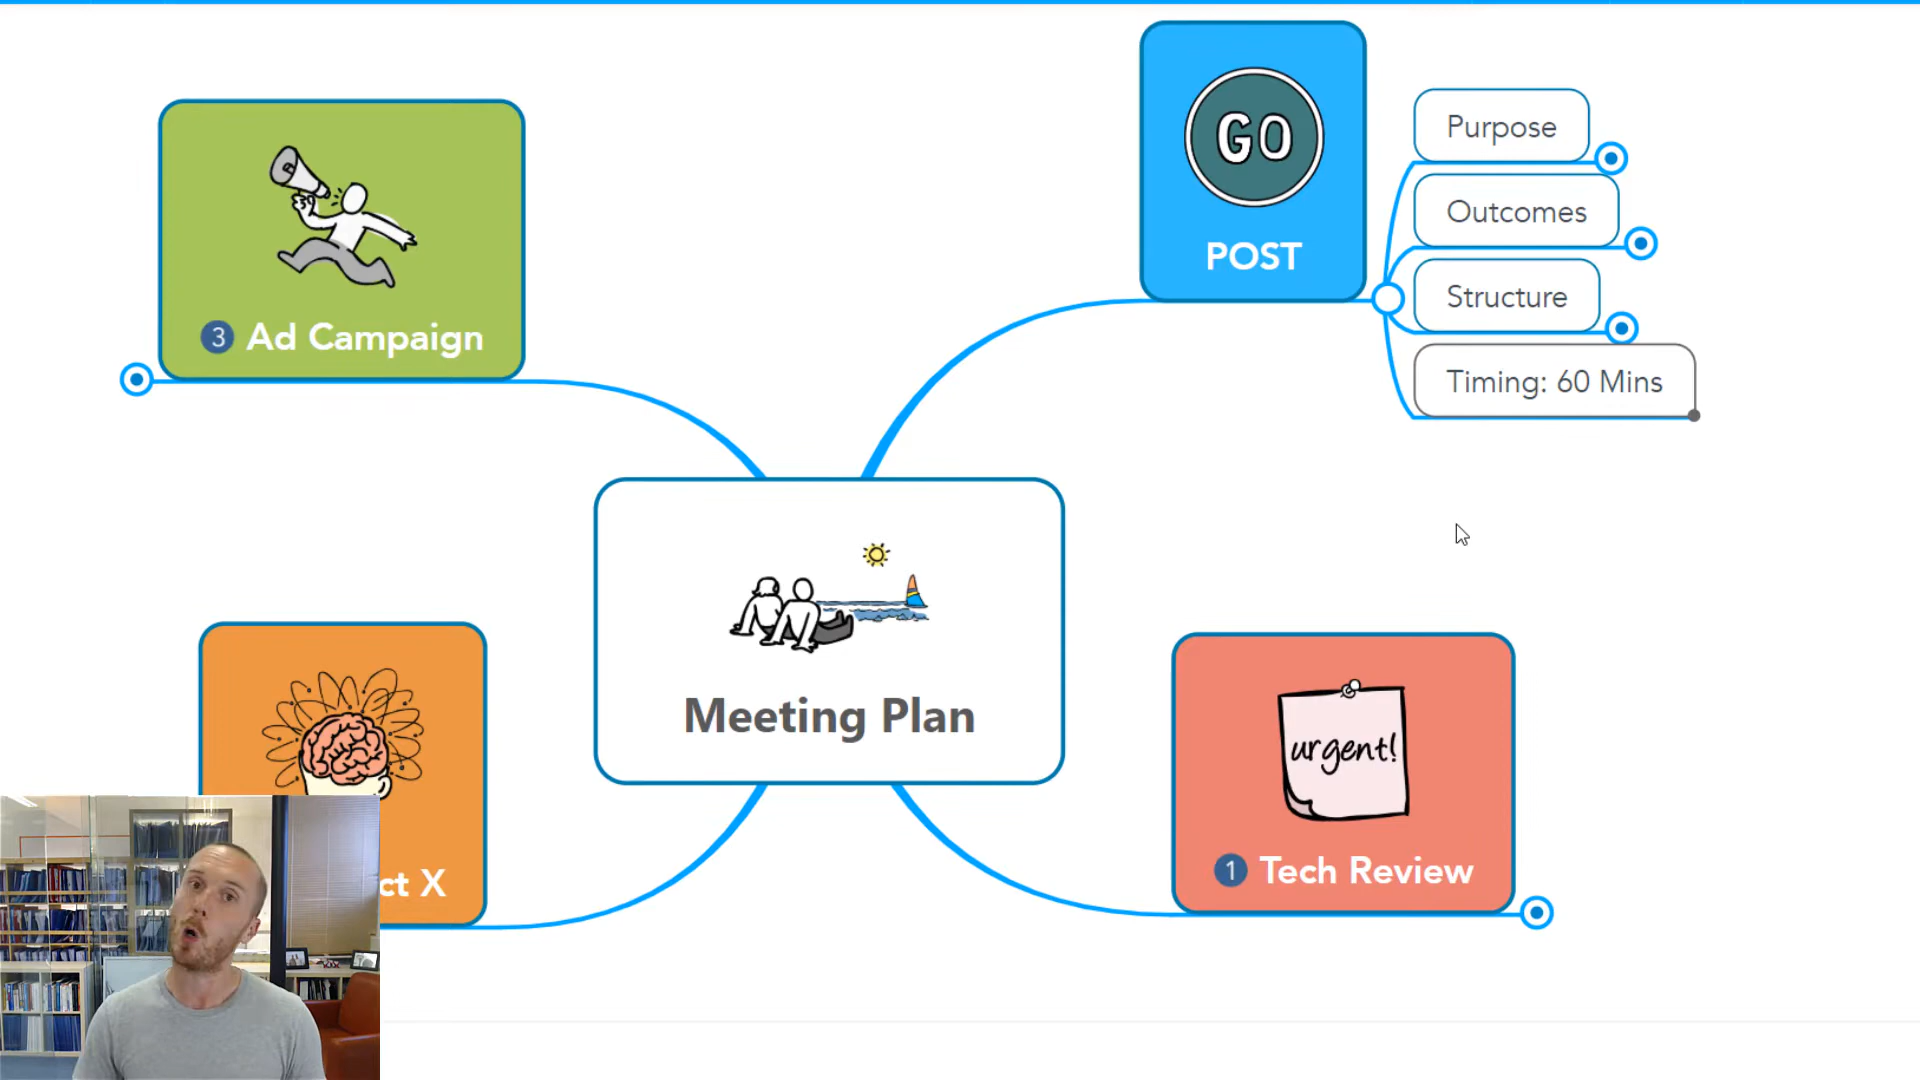 GO
POST
Purpose
Outcomes
Structure
Timing: 60 Mins
3 Ad Campaign
Meeting Plan
urgent!
1 Tech Review
ct X